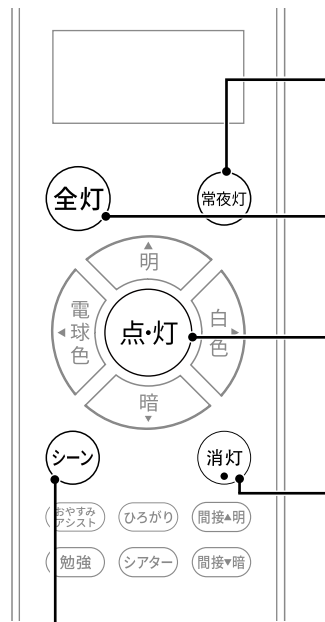 全灯
常夜灯
▲
明
電球色
◀
点・灯
白色
▶
暗
▼
シーン
消灯
おやすみ
アシスト
ひろがり
間接▲明
勉強
シアター
間接▼暗